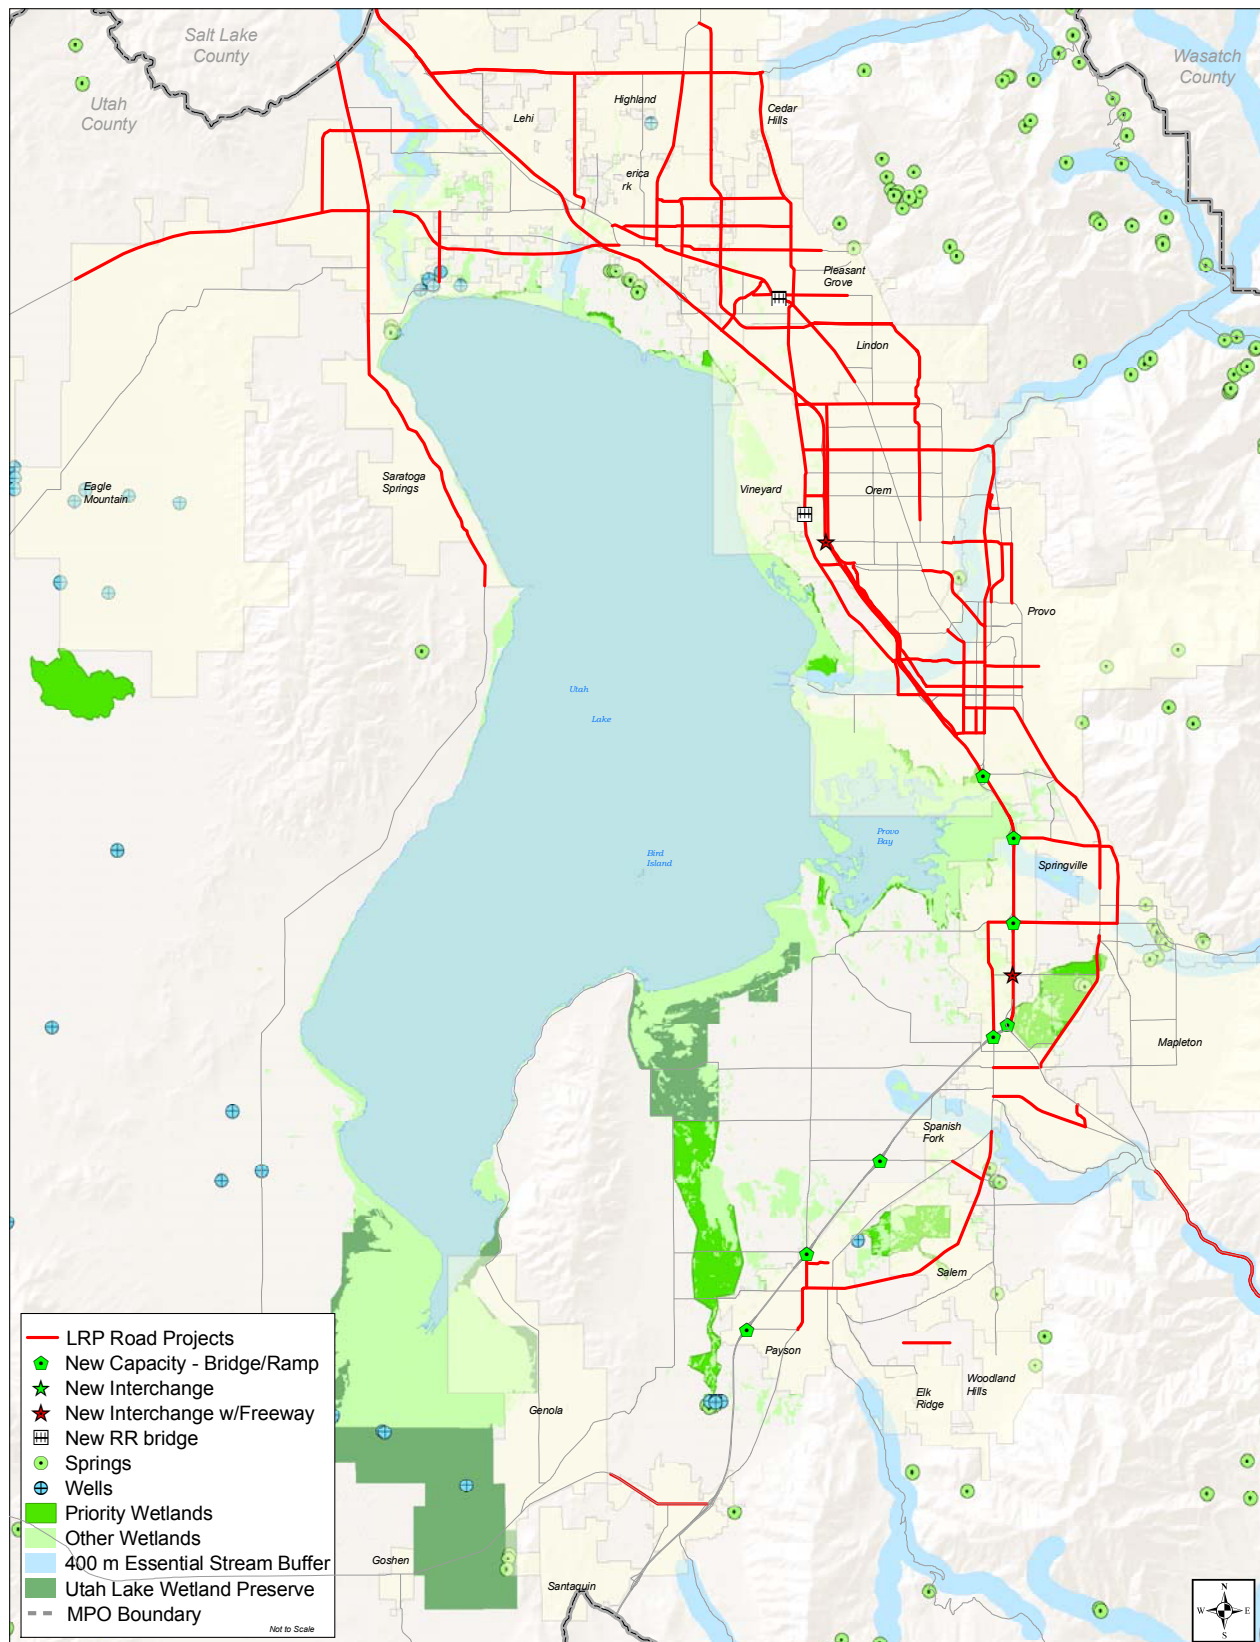 Salt Lake
County
Wasatch
County
Utah
County
Highland
Cedar
Hills
Lehi
erica
rk
Pleasant
Grove
Lindon
Eagle
Mountain
Saratoga
Springs
Vineyard
Orem
Provo
Utah
Lake
Provo
Bay
Bird
Island
Springville
Mapleton
Spanish
Fork
Salem
Payson
Woodland
Hills
Elk
Ridge
Genola
Goshen
Santaquin
LRP Road Projects
New Capacity - Bridge/Ramp
New Interchange
New Interchange w/Freeway
New RR bridge
Springs
Wells
Priority Wetlands
Other Wetlands
400 m Essential Stream Buffer
Utah Lake Wetland Preserve
MPO Boundary
Not to Scale
N
W E
S